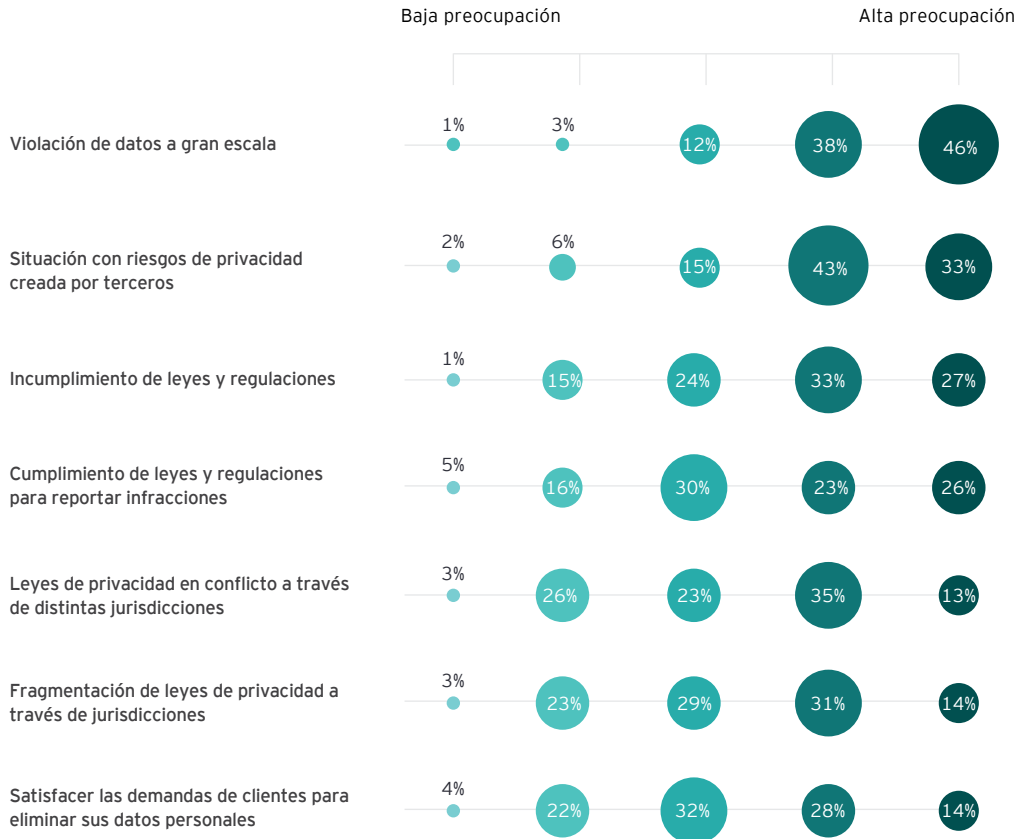 Baja preocupación Alta preocupación
1% 3%
Violación de datos a gran escala 12% 38% 46%
2% 6%
Situación con riesgos de privacidad
creada por terceros 15% 43% 33%
1%
Incumplimiento de leyes y regulaciones 15% 24% 33% 27%
5%
Cumplimiento de leyes y regulaciones
para reportar infracciones 16% 30% 23% 26%
3%
Leyes de privacidad en conflicto a través
de distintas jurisdicciones 26% 23% 35% 13%
3%
Fragmentación de leyes de privacidad a
través de jurisdicciones 23% 29% 31% 14%
4%
Satisfacer las demandas de clientes para
eliminar sus datos personales 22% 32% 28% 14%